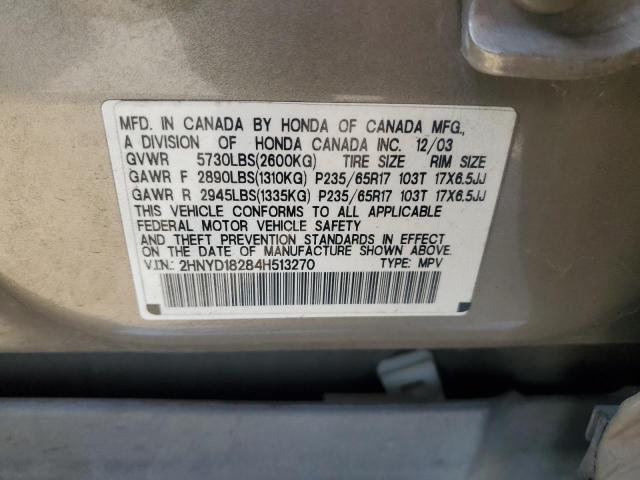 MFD. IN CANADA BY HONDA OF CANADA MFG.,
A DIVISION OF HONDA CANADA INC. 12/03
GVWR 5730LBS(2600KG) TIRE SIZE RIM SIZE
GAWR F 2890LBS(1310KG) P235/65R17 103T 17X6.5JJ
GAWR R 2945LBS(1335KG) P235/65R17 103T 17X6.5JJ
THIS VEHICLE CONFORMS TO ALL APPLICABLE
FEDERAL MOTOR VEHICLE SAFETY
AND THEFT PREVENTION STANDARDS IN EFFECT
ON THE DATE OF MANUFACTURE SHOWN ABOVE.
V.I.N.: 2HNYD18284H513270 TYPE: MPV